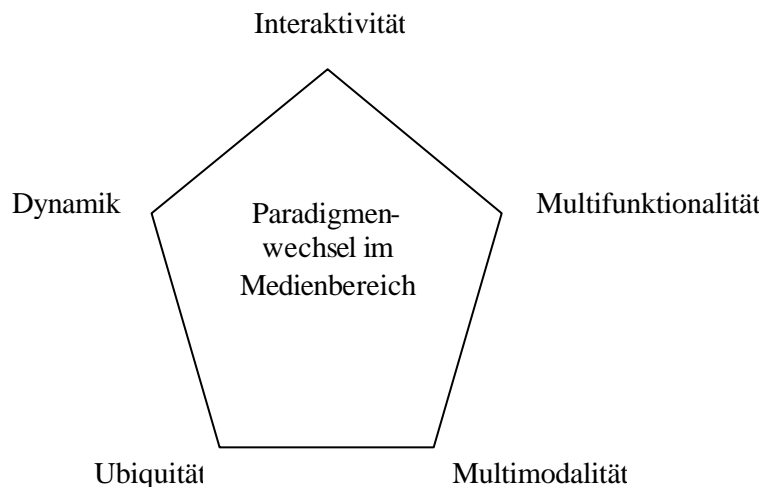 Interaktivität
Dynamik
Multifunktionalität
Paradigmen-
wechsel im
Medienbereich
Ubiquität
Multimodalität